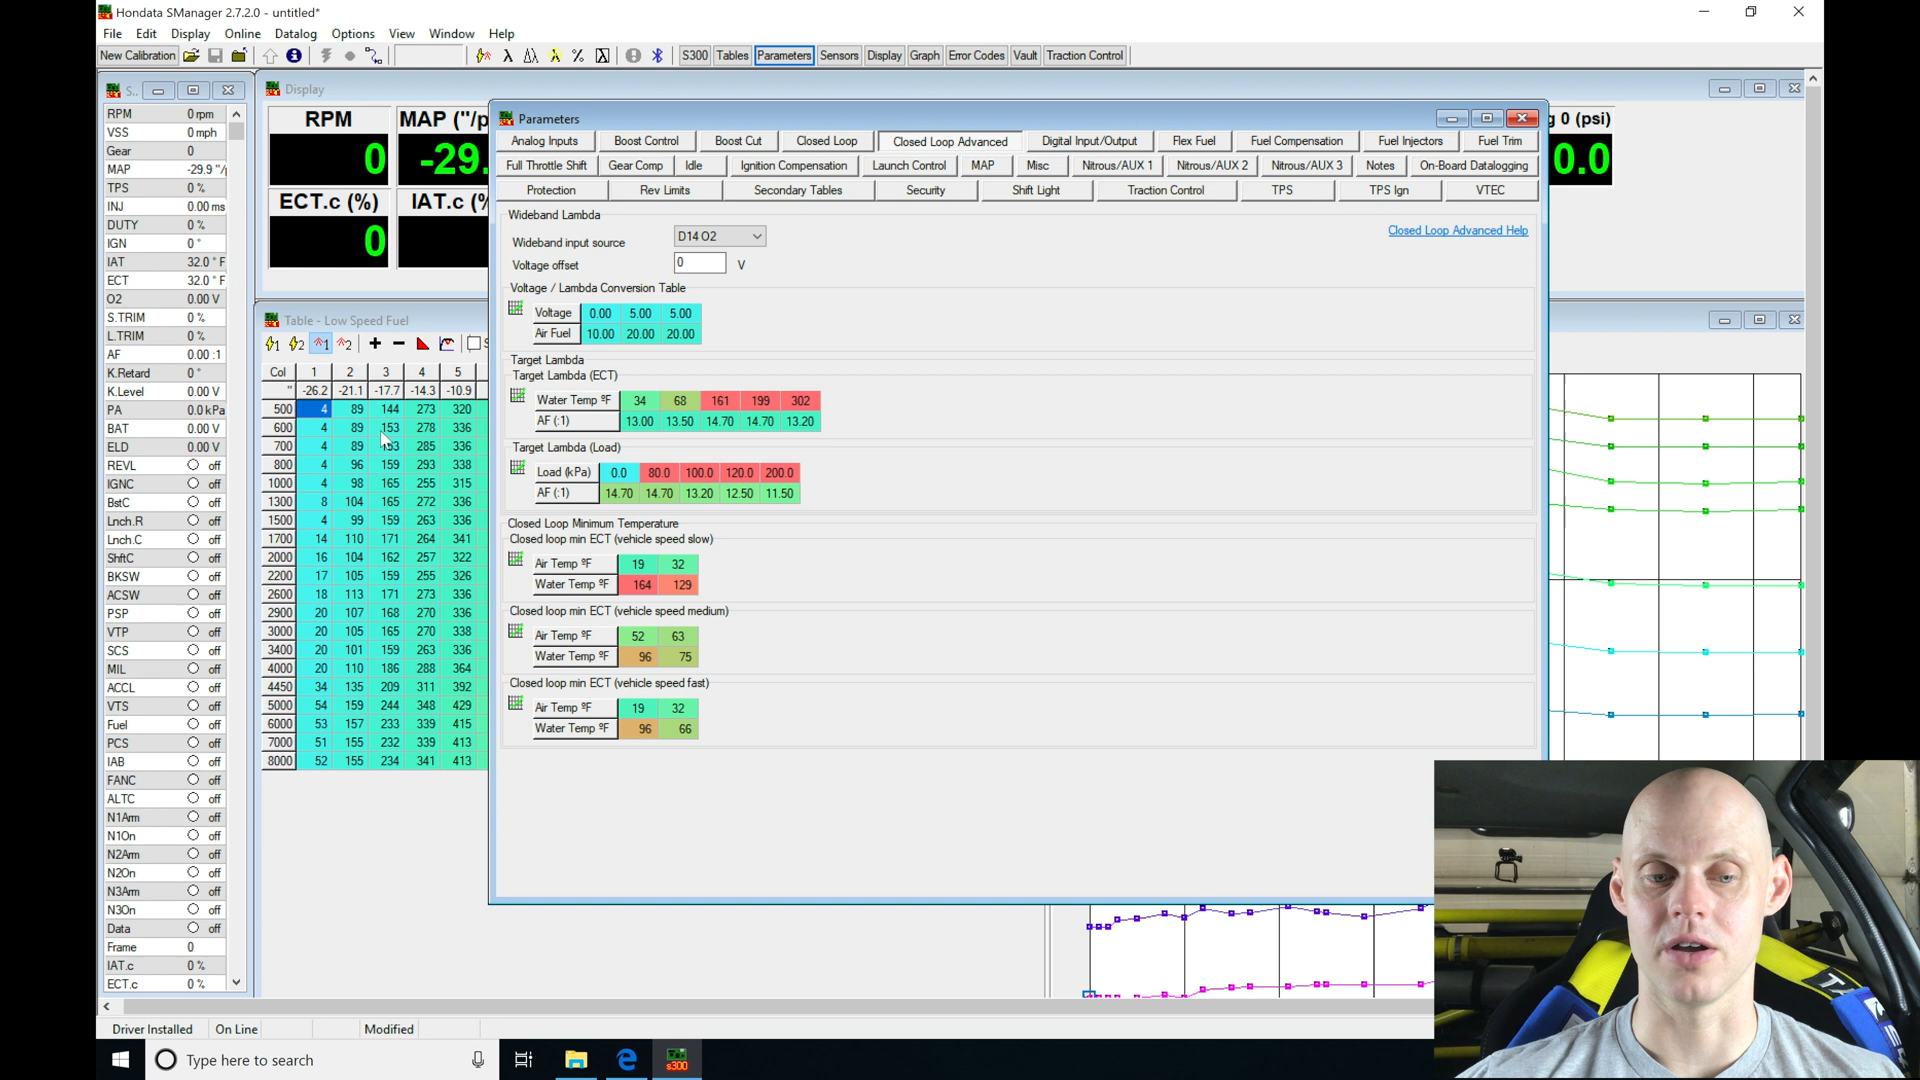 Hondata SManager 2.7.2.0 - untitled*
File Edit Display Online Datalog Options View Window Help
New Calibration S300 Tables Parameters Sensors Display Graph Error Codes Vault Traction Control
S..
RPM 0 rpm
VSS 0 mph
Gear 0
MAP -29.9 "/
TPS 0 %
INJ 0.00 ms
DUTY 0 %
IGN 0 °
IAT 32.0 ° F
ECT 32.0 ° F
O2 0.00 V
S.TRIM 0 %
L.TRIM 0 %
AF 0.00 :1
K.Retard 0 °
K.Level 0.00 V
PA 0.0 kPa
BAT 0.00 V
ELD 0.00 V
REVL off
IGNC off
BstC off
Lnch.R off
Lnch.C off
ShftC off
BKSW off
ACSW off
PSP off
VTP off
SCS off
MIL off
ACCL off
VTS off
Fuel off
PCS off
IAB off
FANC off
ALTC off
N1Arm off
N1On off
N2Arm off
N2On off
N3Arm off
N3On off
Data off
Frame 0
IAT.c 0 %
ECT.c 0 %
Display
RPM MAP ("/p
0 -29.
ECT.c (%) IAT.c (%
0
g 0 (psi)
0.0
Table - Low Speed Fuel
1 2 1 2
Col 1 2 3 4 5
" -26.2 -21.1 -17.7 -14.3 -10.9
500 4 89 144 273 320
600 4 89 153 278 336
700 4 89 285 336
800 4 96 159 293 338
1000 4 98 165 255 315
1300 8 104 165 272 336
1500 4 99 159 263 336
1700 14 110 171 264 341
2000 16 104 162 257 322
2200 17 105 159 255 326
2600 18 113 171 273 336
2900 20 107 168 270 336
3000 20 105 165 270 338
3400 20 101 159 263 336
4000 20 110 186 288 364
4450 34 135 209 311 392
5000 54 159 244 348 429
6000 53 157 233 339 415
7000 51 155 232 339 413
8000 52 155 234 341 413
Parameters
Analog Inputs Boost Control Boost Cut Closed Loop Closed Loop Advanced Digital Input/Output Flex Fuel Fuel Compensation Fuel Injectors Fuel Trim
Full Throttle Shift Gear Comp Idle Ignition Compensation Launch Control MAP Misc Nitrous/AUX 1 Nitrous/AUX 2 Nitrous/AUX 3 Notes On-Board Datalogging
Protection Rev Limits Secondary Tables Security Shift Light Traction Control TPS TPS Ign VTEC
Wideband Lambda
Closed Loop Advanced Help
Wideband input source D14 O2
Voltage offset 0 V
Voltage / Lambda Conversion Table
Voltage 0.00 5.00 5.00
Air Fuel 10.00 20.00 20.00
Target Lambda
Target Lambda (ECT)
Water Temp ºF 34 68 161 199 302
AF (:1) 13.00 13.50 14.70 14.70 13.20
Target Lambda (Load)
Load (kPa) 0.0 80.0 100.0 120.0 200.0
AF (:1) 14.70 14.70 13.20 12.50 11.50
Closed Loop Minimum Temperature
Closed loop min ECT (vehicle speed slow)
Air Temp ºF 19 32
Water Temp ºF 164 129
Closed loop min ECT (vehicle speed medium)
Air Temp ºF 52 63
Water Temp ºF 96 75
Closed loop min ECT (vehicle speed fast)
Air Temp ºF 19 32
Water Temp ºF 96 66
Driver Installed On Line Modified
Type here to search
s300